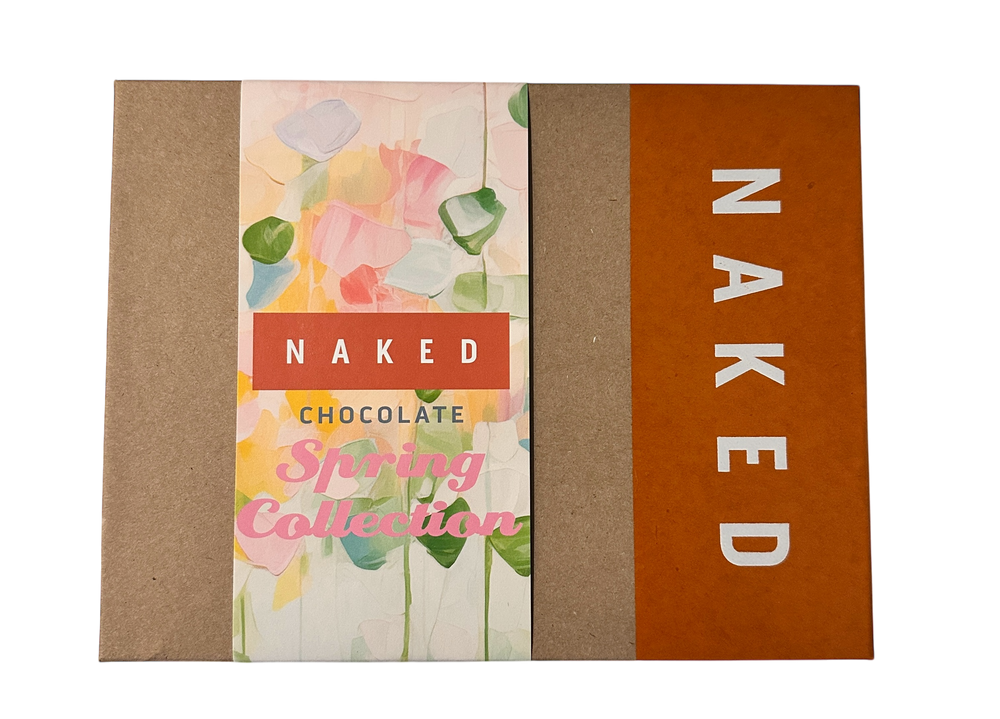 NAKED
CHOCOLATE
Spring
Collection
NAKED